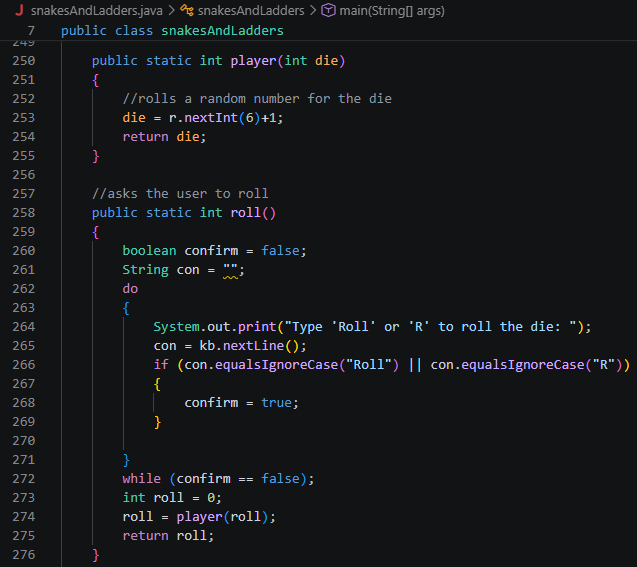 snakesAndLadders.java > snakesAndLadders > main(String[] args)
7 public class snakesAndLadders
249
250 public static int player(int die)
251 {
252 //rolls a random number for the die
253 die = r.nextInt(6)+1;
254 return die;
255 }
256
257 //asks the user to roll
258 public static int roll()
259 {
260 boolean confirm = false;
261 String con = "";
262 do
263 {
264 System.out.print("Type 'Roll' or 'R' to roll the die: ");
265 con = kb.nextLine();
266 if (con.equalsIgnoreCase("Roll") || con.equalsIgnoreCase("R"))
267 {
268 confirm = true;
269 }
270
271 }
272 while (confirm == false);
273 int roll = 0;
274 roll = player(roll);
275 return roll;
276 }